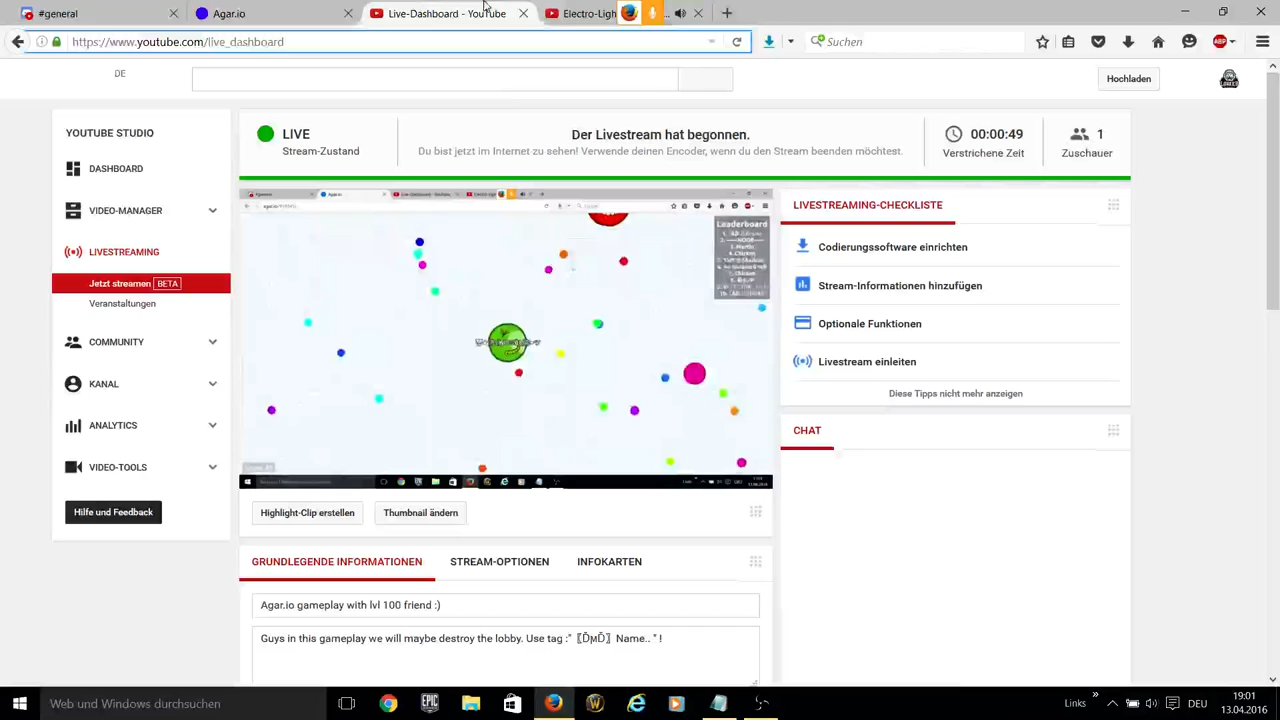 #genera
Agar.io
Live-Dashboard - YouTube
Electro-Ligh
https://www.youtube.com/live_dashboard
Suchen
DE
Hochladen
YOUTUBE STUDIO
DASHBOARD
VIDEO-MANAGER
LIVESTREAMING
Jetzt streamen BETA
Veranstaltungen
COMMUNITY
KANAL
ANALYTICS
VIDEO-TOOLS
Hilfe und Feedback
LIVE
Stream-Zustand
Der Livestream hat begonnen.
Du bist jetzt im Internet zu sehen! Verwende deinen Encoder, wenn du den Stream beenden möchtest.
00:00:49
Verstrichene Zeit
1
Zuschauer
Agar.io
Leaderboard
Highlight-Clip erstellen
Thumbnail ändern
GRUNDLEGENDE INFORMATIONEN
STREAM-OPTIONEN
INFOKARTEN
Agar.io gameplay with lvl 100 friend :)
Guys in this gameplay we will maybe destroy the lobby. Use tag :" 〖D̂ϻD̂〗 Name.. " !
LIVESTREAMING-CHECKLISTE
Codierungssoftware einrichten
Stream-Informationen hinzufügen
Optionale Funktionen
Livestream einleiten
Diese Tipps nicht mehr anzeigen
CHAT
Web und Windows durchsuchen
EPIC
Links
DEU
19:01
13.04.2016